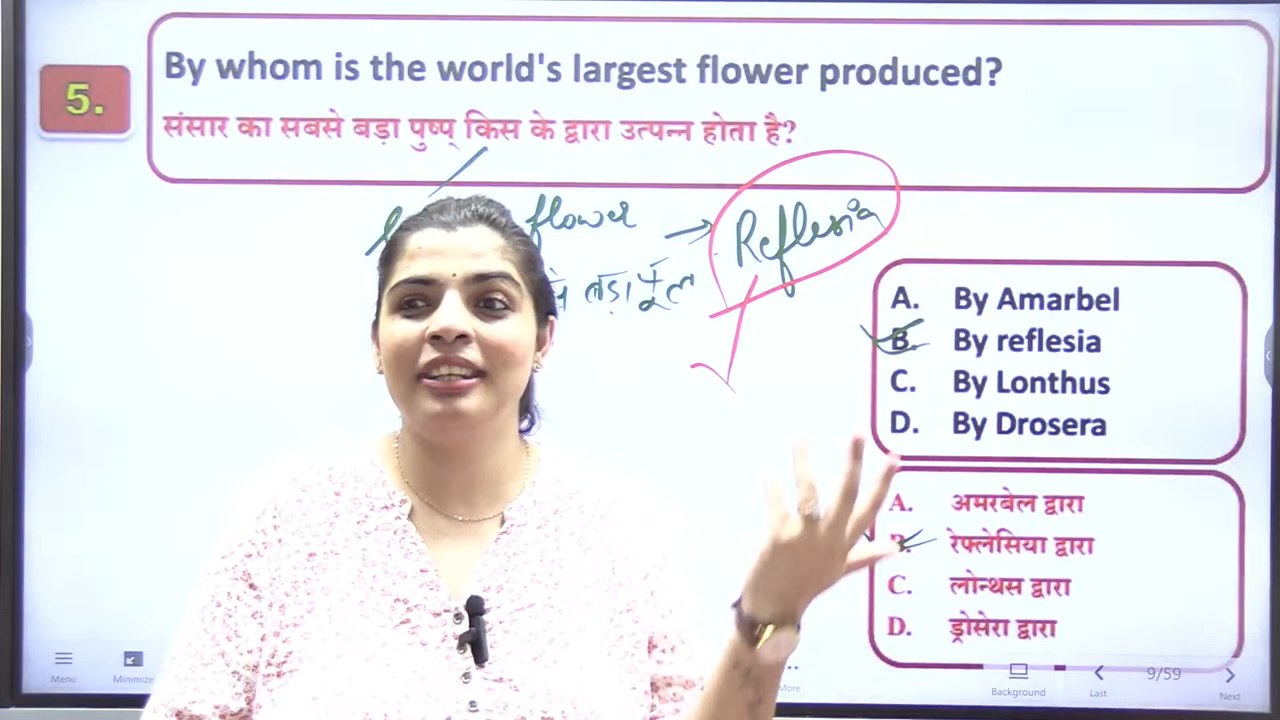 5.
By whom is the world's largest flower produced?
संसार का सबसे बड़ा पुष्प् किस के द्वारा उत्पन्न होता है?
flower → Reflesia
बड़ा फूल
A. By Amarbel
B. By reflesia
C. By Lonthus
D. By Drosera
A. अमरबेल द्वारा
B. रेफ्लेसिया द्वारा
C. लोन्थस द्वारा
D. ड्रोसेरा द्वारा
Menu
Minimize
More
Background
Last
9/59
Next